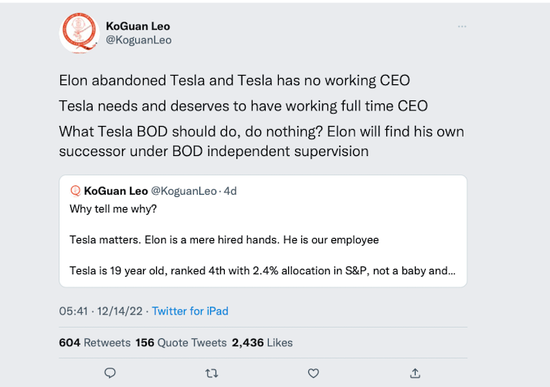 KoGuan Leo
@KoguanLeo
Elon abandoned Tesla and Tesla has no working CEO
Tesla needs and deserves to have working full time CEO
What Tesla BOD should do, do nothing? Elon will find his own
successor under BOD independent supervision
KoGuan Leo @KoguanLeo · 4d
Why tell me why?
Tesla matters. Elon is a mere hired hands. He is our employee
Tesla is 19 year old, ranked 4th with 2.4% allocation in S&P, not a baby and...
05:41 · 12/14/22 · Twitter for iPad
604 Retweets 156 Quote Tweets 2,436 Likes